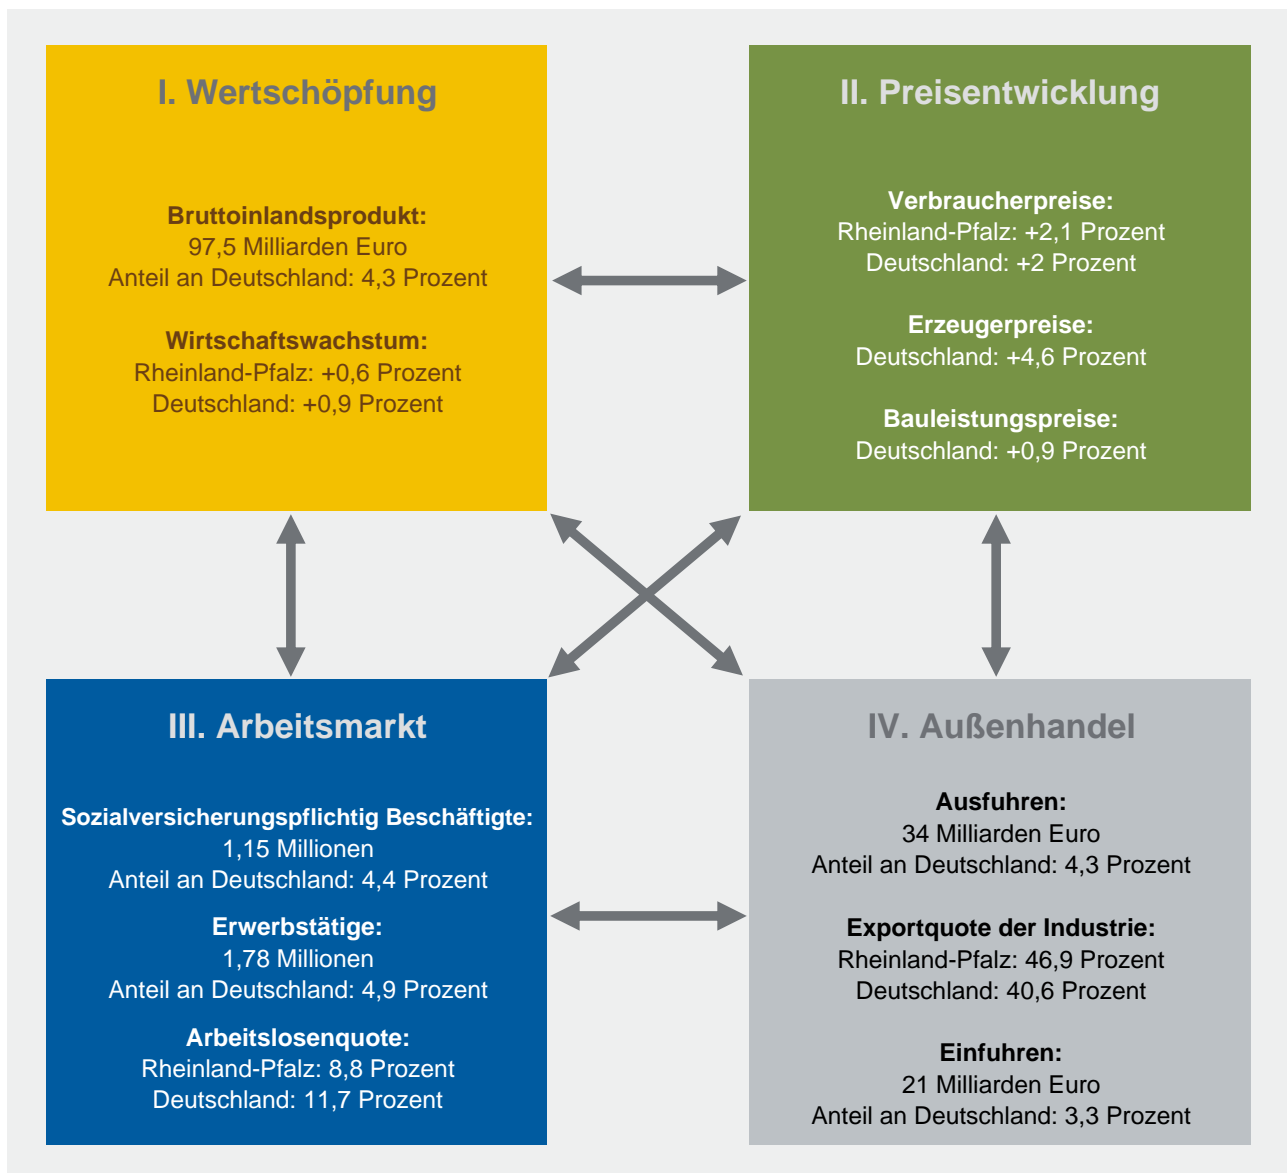 I. Wertschöpfung
Bruttoinlandsprodukt:
97,5 Milliarden Euro
Anteil an Deutschland: 4,3 Prozent
Wirtschaftswachstum:
Rheinland-Pfalz: +0,6 Prozent
Deutschland: +0,9 Prozent
II. Preisentwicklung
Verbraucherpreise:
Rheinland-Pfalz: +2,1 Prozent
Deutschland: +2 Prozent
Erzeugerpreise:
Deutschland: +4,6 Prozent
Bauleistungspreise:
Deutschland: +0,9 Prozent
III. Arbeitsmarkt
Sozialversicherungspflichtig Beschäftigte:
1,15 Millionen
Anteil an Deutschland: 4,4 Prozent
Erwerbstätige:
1,78 Millionen
Anteil an Deutschland: 4,9 Prozent
Arbeitslosenquote:
Rheinland-Pfalz: 8,8 Prozent
Deutschland: 11,7 Prozent
IV. Außenhandel
Ausfuhren:
34 Milliarden Euro
Anteil an Deutschland: 4,3 Prozent
Exportquote der Industrie:
Rheinland-Pfalz: 46,9 Prozent
Deutschland: 40,6 Prozent
Einfuhren:
21 Milliarden Euro
Anteil an Deutschland: 3,3 Prozent